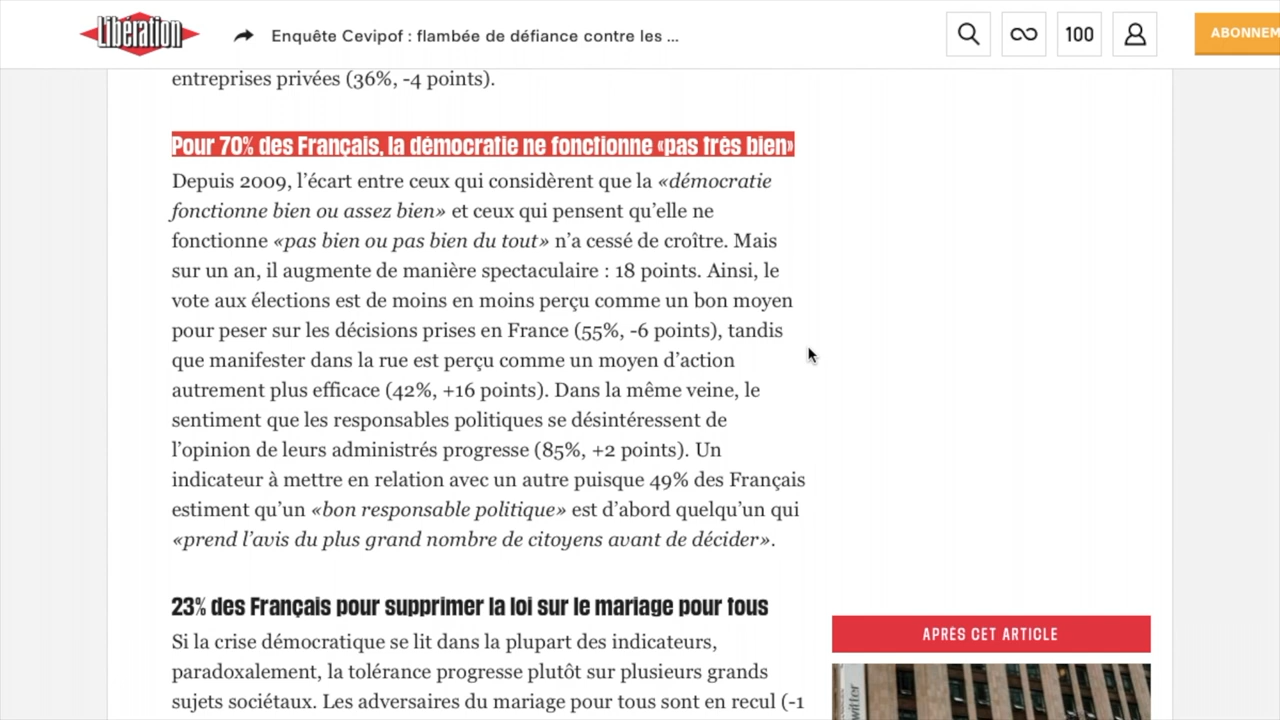 Libération
Enquête Cevipof : flambée de défiance contre les ...
100
ABONNEM
entreprises privées (36%, -4 points).
Pour 70% des Français, la démocratie ne fonctionne «pas très bien»
Depuis 2009, l’écart entre ceux qui considèrent que la «démocratie
fonctionne bien ou assez bien» et ceux qui pensent qu’elle ne
fonctionne «pas bien ou pas bien du tout» n’a cessé de croître. Mais
sur un an, il augmente de manière spectaculaire : 18 points. Ainsi, le
vote aux élections est de moins en moins perçu comme un bon moyen
pour peser sur les décisions prises en France (55%, -6 points), tandis
que manifester dans la rue est perçu comme un moyen d’action
autrement plus efficace (42%, +16 points). Dans la même veine, le
sentiment que les responsables politiques se désintéressent de
l’opinion de leurs administrés progresse (85%, +2 points). Un
indicateur à mettre en relation avec un autre puisque 49% des Français
estiment qu’un «bon responsable politique» est d’abord quelqu’un qui
«prend l’avis du plus grand nombre de citoyens avant de décider».
23% des Français pour supprimer la loi sur le mariage pour tous
Si la crise démocratique se lit dans la plupart des indicateurs,
paradoxalement, la tolérance progresse plutôt sur plusieurs grands
sujets sociétaux. Les adversaires du mariage pour tous sont en recul (-1
APRÈS CET ARTICLE
witter